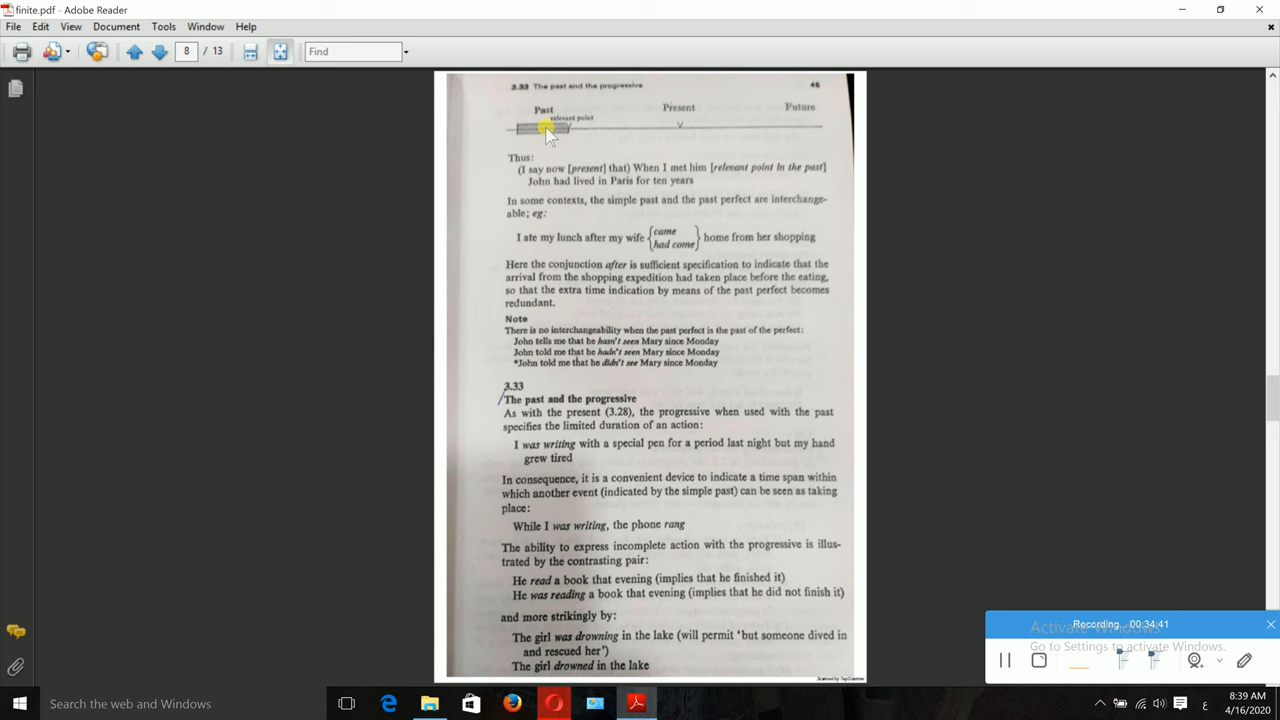 finite.pdf - Adobe Reader
File Edit View Document Tools Window Help
8 / 13 Find
3.33 The past and the progressive 45
Past Present Future
relevant point
Thus:
(I say now [present] that) When I met him [relevant point in the past]
John had lived in Paris for ten years
In some contexts, the simple past and the past perfect are interchange-
able; eg:
I ate my lunch after my wife {came
had come} home from her shopping
Here the conjunction after is sufficient specification to indicate that the
arrival from the shopping expedition had taken place before the eating,
so that the extra time indication by means of the past perfect becomes
redundant.
Note
There is no interchangeability when the past perfect is the past of the perfect:
John tells me that he hasn't seen Mary since Monday
John told me that he hadn't seen Mary since Monday
*John told me that he didn't see Mary since Monday
3.33
The past and the progressive
As with the present (3.28), the progressive when used with the past
specifies the limited duration of an action:
I was writing with a special pen for a period last night but my hand
grew tired
In consequence, it is a convenient device to indicate a time span within
which another event (indicated by the simple past) can be seen as taking
place:
While I was writing, the phone rang
The ability to express incomplete action with the progressive is illus-
trated by the contrasting pair:
He read a book that evening (implies that he finished it)
He was reading a book that evening (implies that he did not finish it)
and more strikingly by:
The girl was drowning in the lake (will permit 'but someone dived in
and rescued her')
The girl drowned in the lake
Scanned by TapScanner
Recording 00:34:41
Activate Windows
Go to Settings to activate Windows.
Search the web and Windows
ع
8:39 AM
4/16/2020